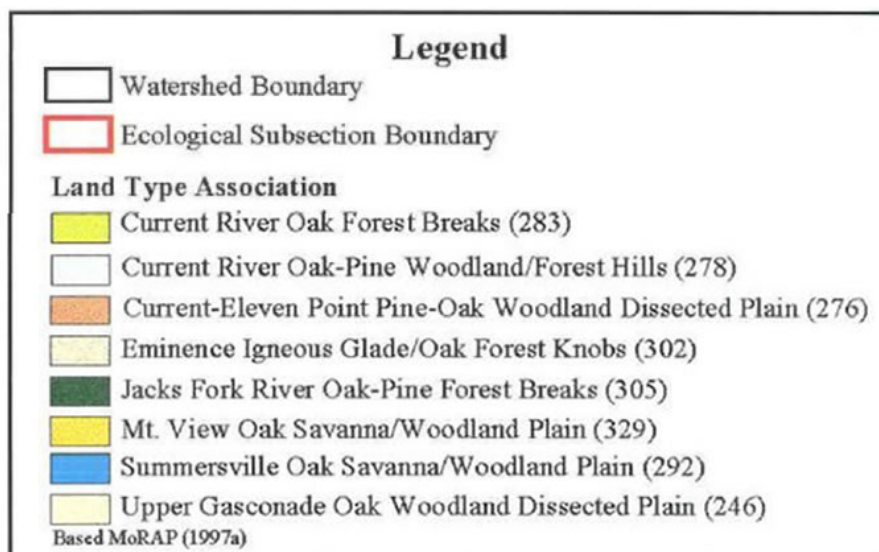 Legend
Watershed Boundary
Ecological Subsection Boundary
Land Type Association
Current River Oak Forest Breaks (283)
Current River Oak-Pine Woodland/Forest Hills (278)
Current-Eleven Point Pine-Oak Woodland Dissected Plain (276)
Eminence Igneous Glade/Oak Forest Knobs (302)
Jacks Fork River Oak-Pine Forest Breaks (305)
Mt. View Oak Savanna/Woodland Plain (329)
Summersville Oak Savanna/Woodland Plain (292)
Upper Gasconade Oak Woodland Dissected Plain (246)
Based MoRAP (1997a)